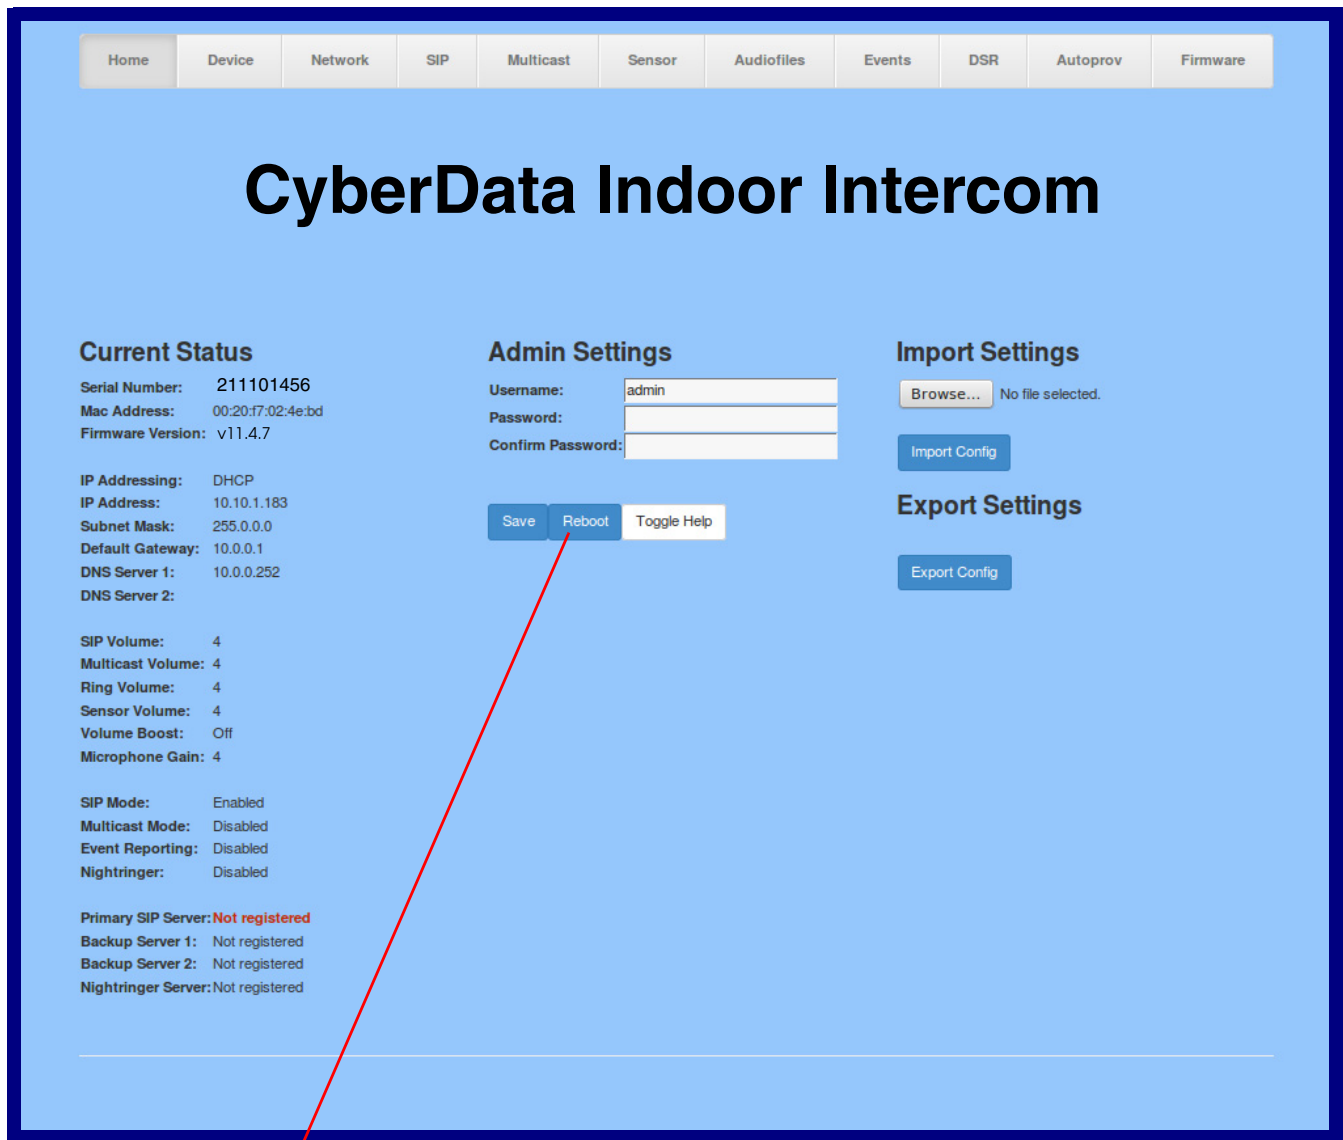 Home Device Network SIP Multicast Sensor Audiofiles Events DSR Autoprov Firmware
CyberData Indoor Intercom
Current Status
Serial Number: 211101456
Mac Address: 00:20:f7:02:4e:bd
Firmware Version: v11.4.7
IP Addressing: DHCP
IP Address: 10.10.1.183
Subnet Mask: 255.0.0.0
Default Gateway: 10.0.0.1
DNS Server 1: 10.0.0.252
DNS Server 2:
SIP Volume: 4
Multicast Volume: 4
Ring Volume: 4
Sensor Volume: 4
Volume Boost: Off
Microphone Gain: 4
SIP Mode: Enabled
Multicast Mode: Disabled
Event Reporting: Disabled
Nightringer: Disabled
Primary SIP Server: Not registered
Backup Server 1: Not registered
Backup Server 2: Not registered
Nightringer Server: Not registered
Admin Settings
Username: admin
Password:
Confirm Password:
Save Reboot Toggle Help
Import Settings
Browse... No file selected.
Import Config
Export Settings
Export Config